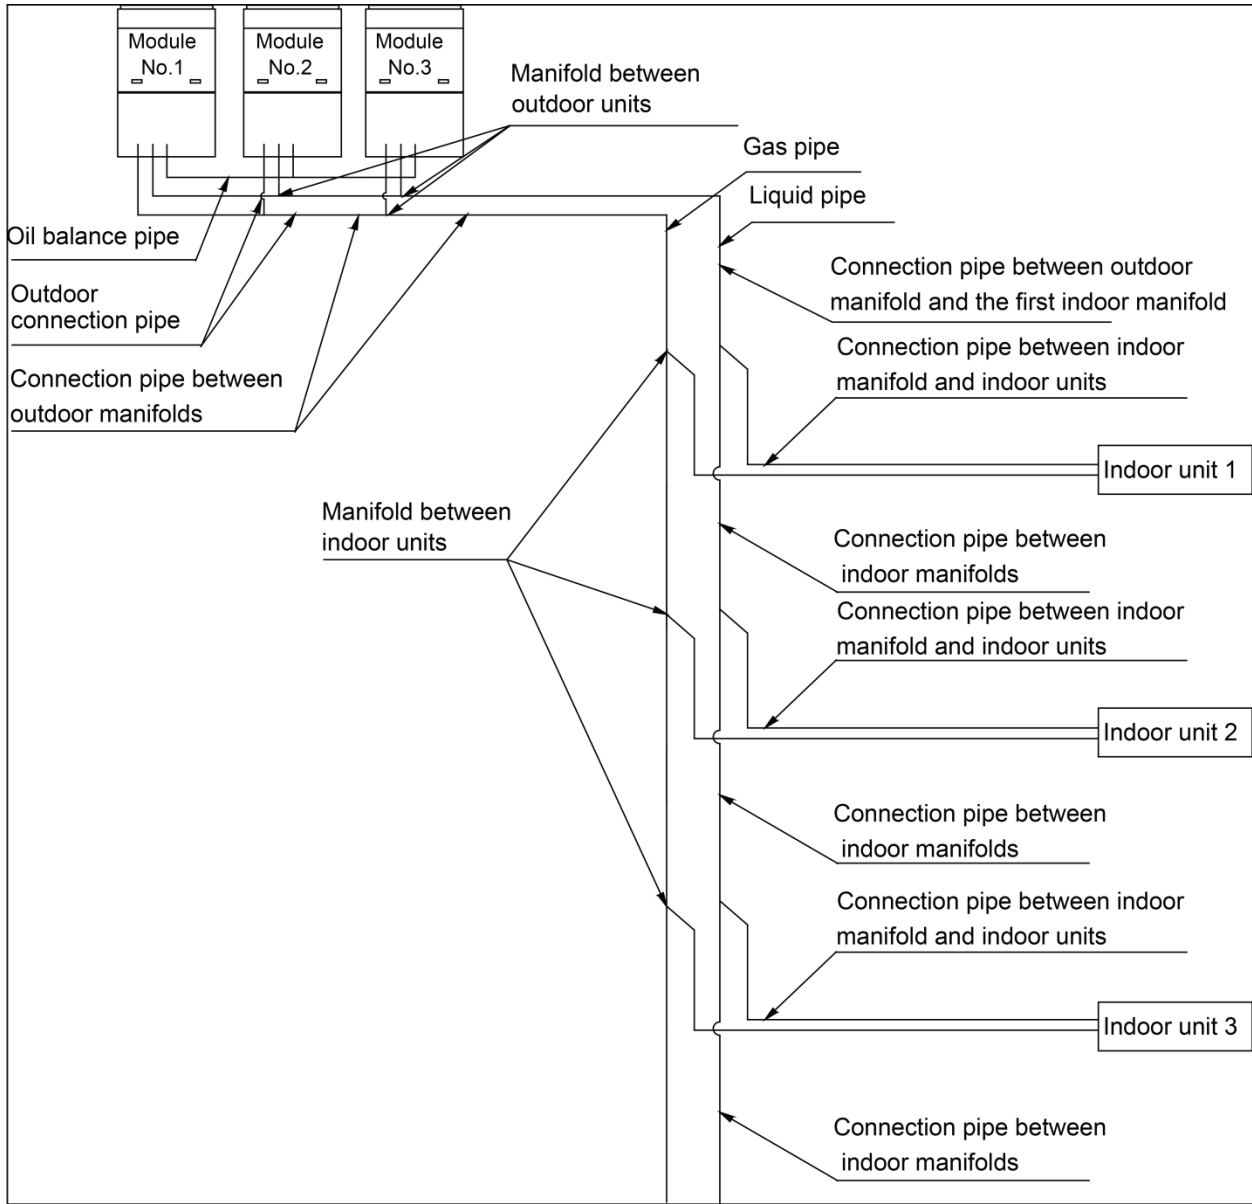 Module
No.1
Module
No.2
Module
No.3
Manifold between
outdoor units
Gas pipe
Liquid pipe
Oil balance pipe
Outdoor
connection pipe
Connection pipe between
outdoor manifolds
Connection pipe between outdoor
manifold and the first indoor manifold
Connection pipe between indoor
manifold and indoor units
Indoor unit 1
Manifold between
indoor units
Connection pipe between
indoor manifolds
Connection pipe between indoor
manifold and indoor units
Indoor unit 2
Connection pipe between
indoor manifolds
Connection pipe between indoor
manifold and indoor units
Indoor unit 3
Connection pipe between
indoor manifolds